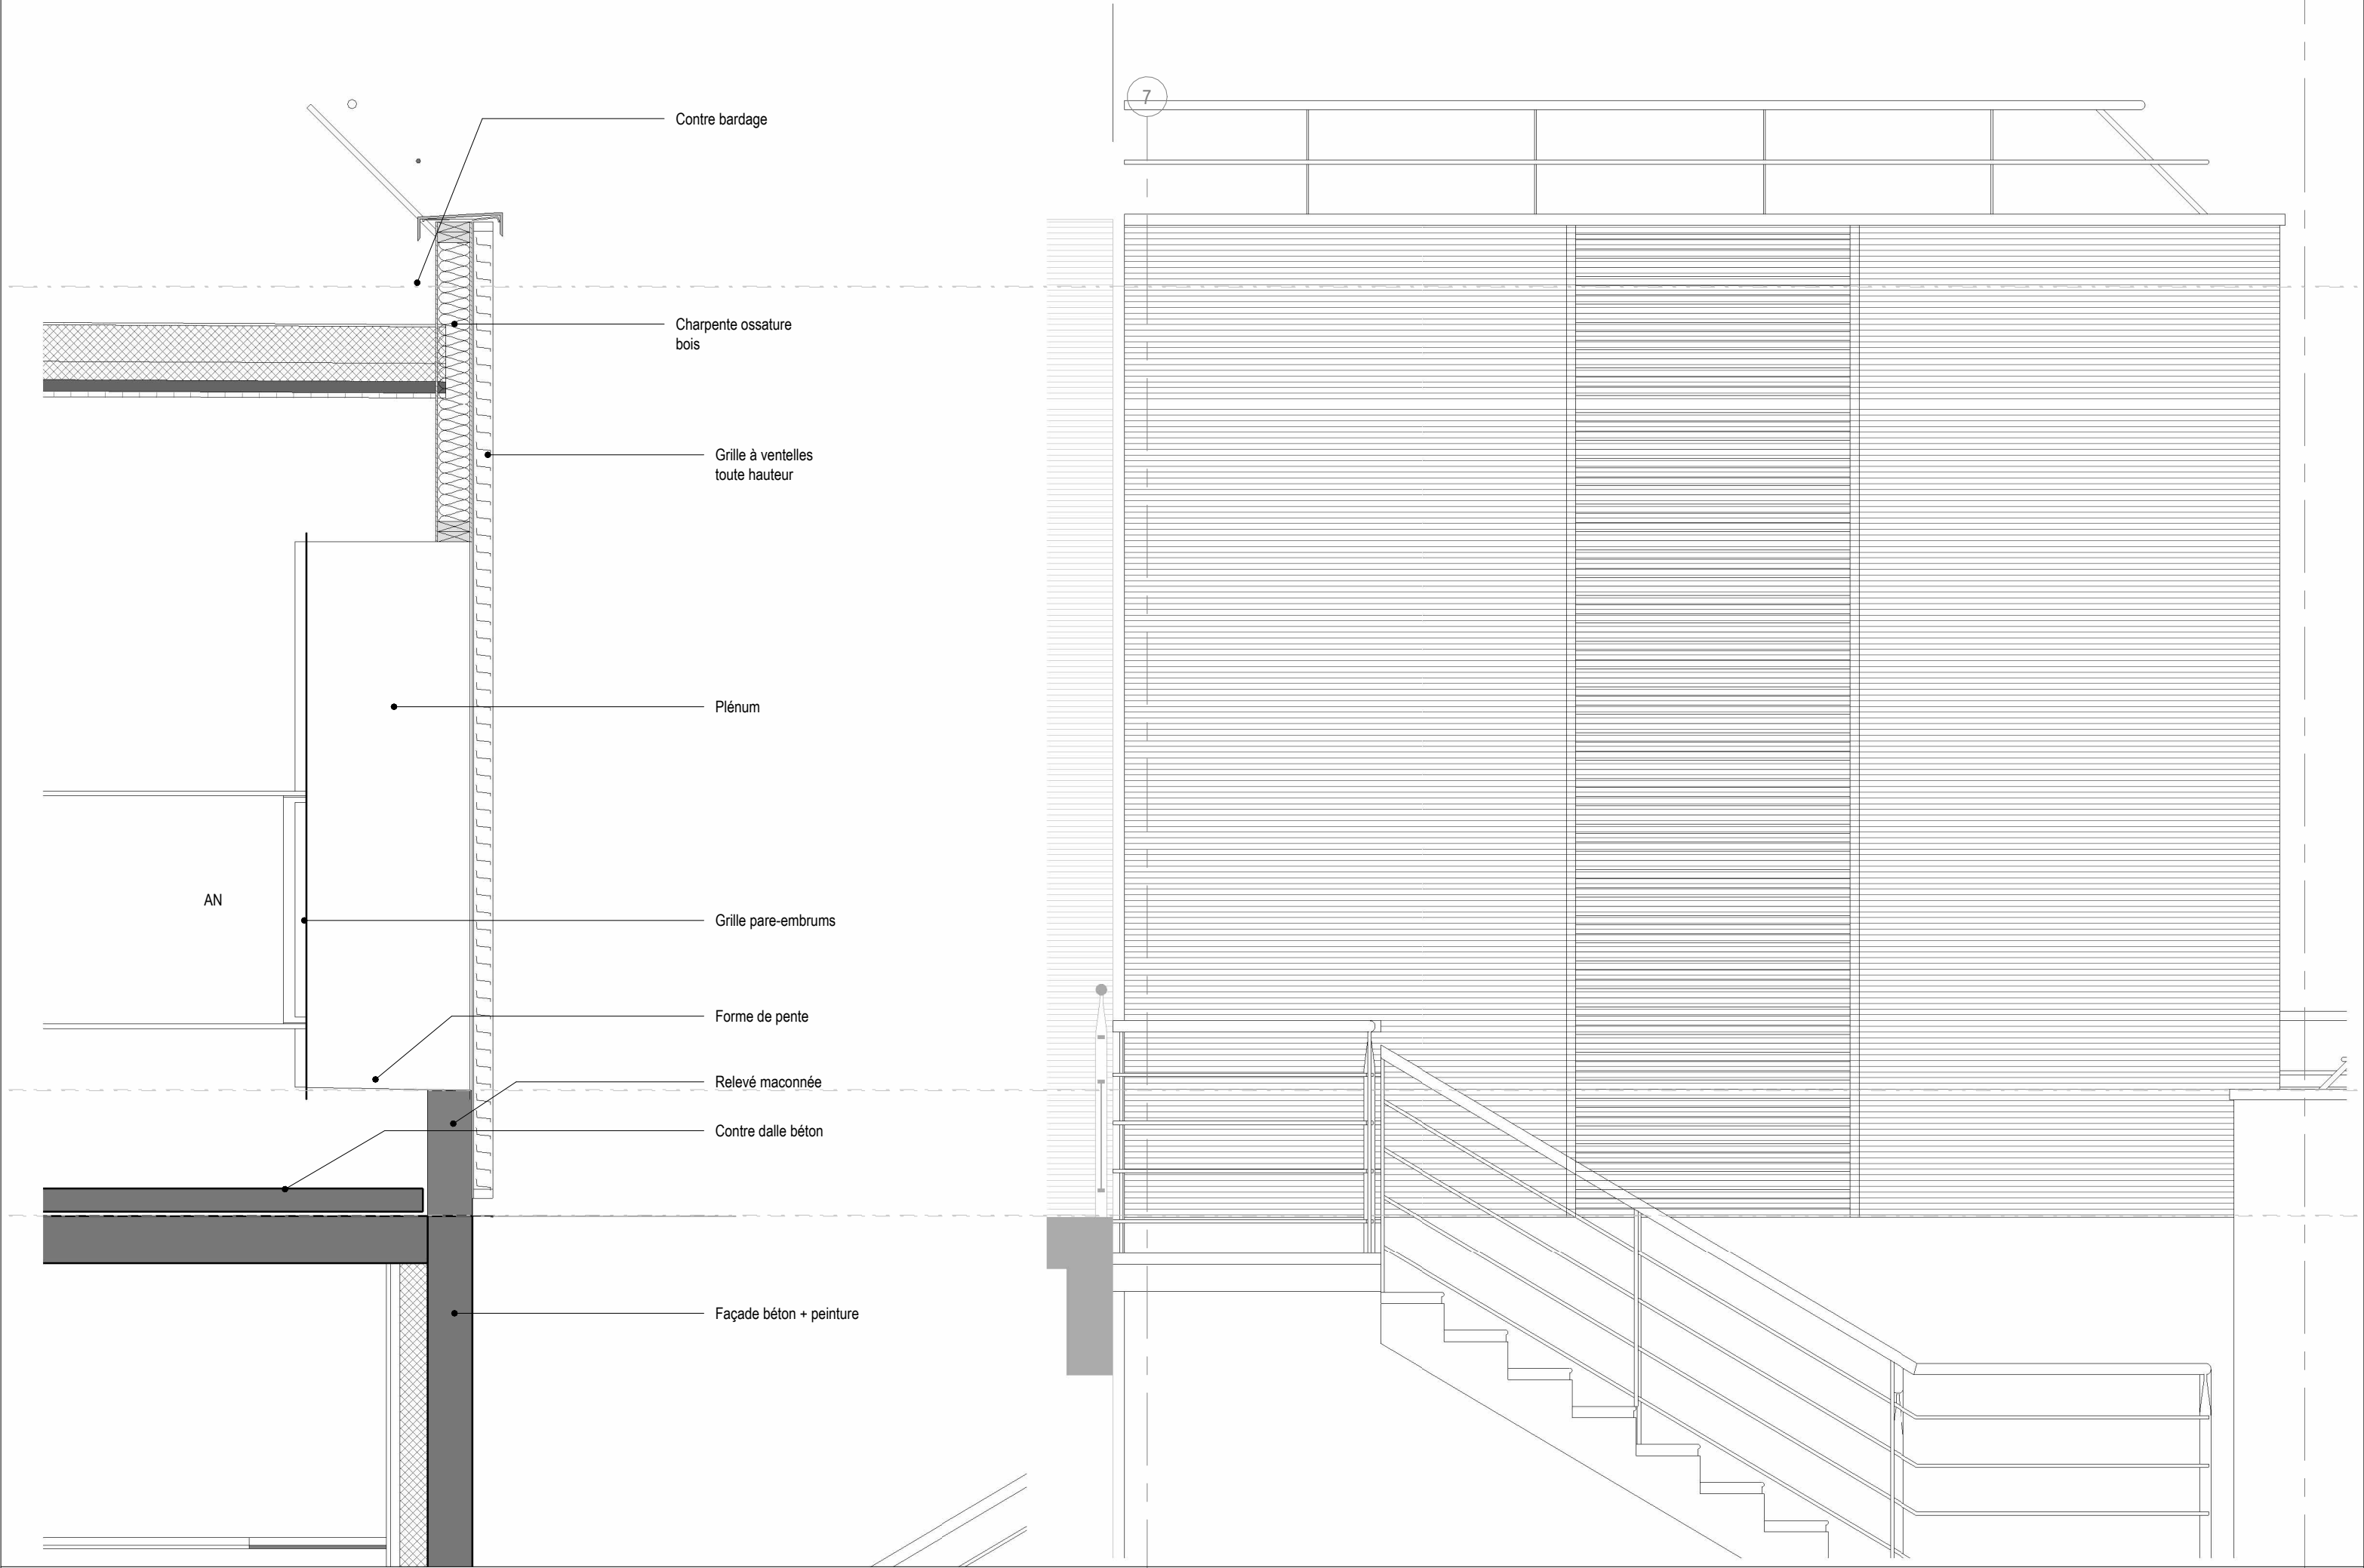 7
Contre bardage
Charpente ossature
bois
Grille à ventelles
toute hauteur
Plénum
AN
Grille pare-embrums
Forme de pente
Relevé maconnée
Contre dalle béton
Façade béton + peinture